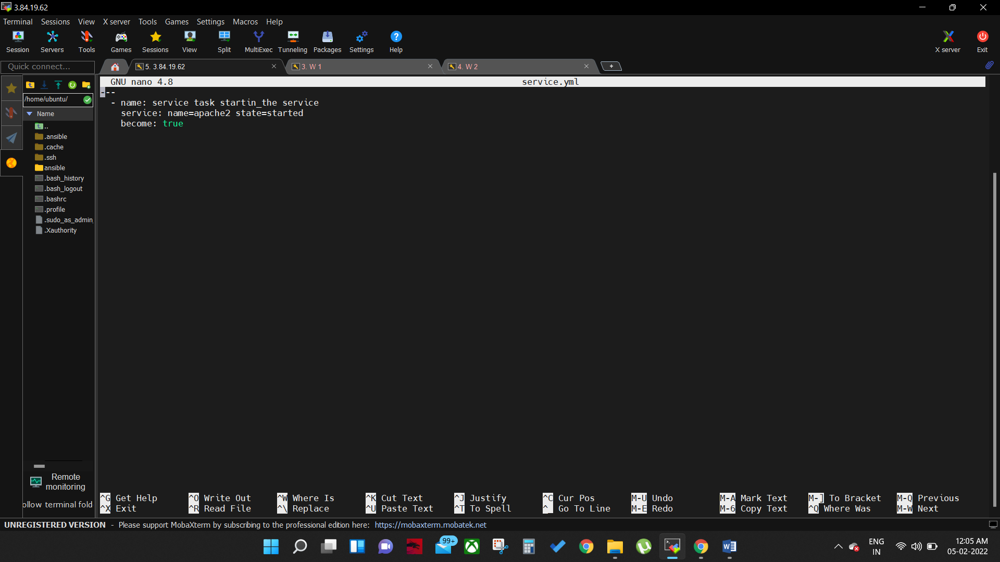 3.84.19.62
Terminal Sessions View X server Tools Games Settings Macros Help
Session Servers Tools Games Sessions View Split MultiExec Tunneling Packages Settings Help X server Exit
Quick connect...
5. 3.84.19.62
3. W 1
4. W 2
/home/ubuntu/
Name
..
.ansible
.cache
.ssh
ansible
.bash_history
.bash_logout
.bashrc
.profile
.sudo_as_admin_
.Xauthority
Remote
monitoring
ollow terminal fold
GNU nano 4.8 service.yml
---
- name: service task startin_the service
service: name=apache2 state=started
become: true
^G Get Help ^O Write Out ^W Where Is ^K Cut Text ^J Justify ^C Cur Pos M-U Undo M-A Mark Text M-] To Bracket M-Q Previous
^X Exit ^R Read File ^\ Replace ^U Paste Text ^T To Spell ^_ Go To Line M-E Redo M-6 Copy Text ^Q Where Was M-W Next
UNREGISTERED VERSION - Please support MobaXterm by subscribing to the professional edition here: https://mobaxterm.mobatek.net
99+
ENG
IN
12:05 AM
05-02-2022